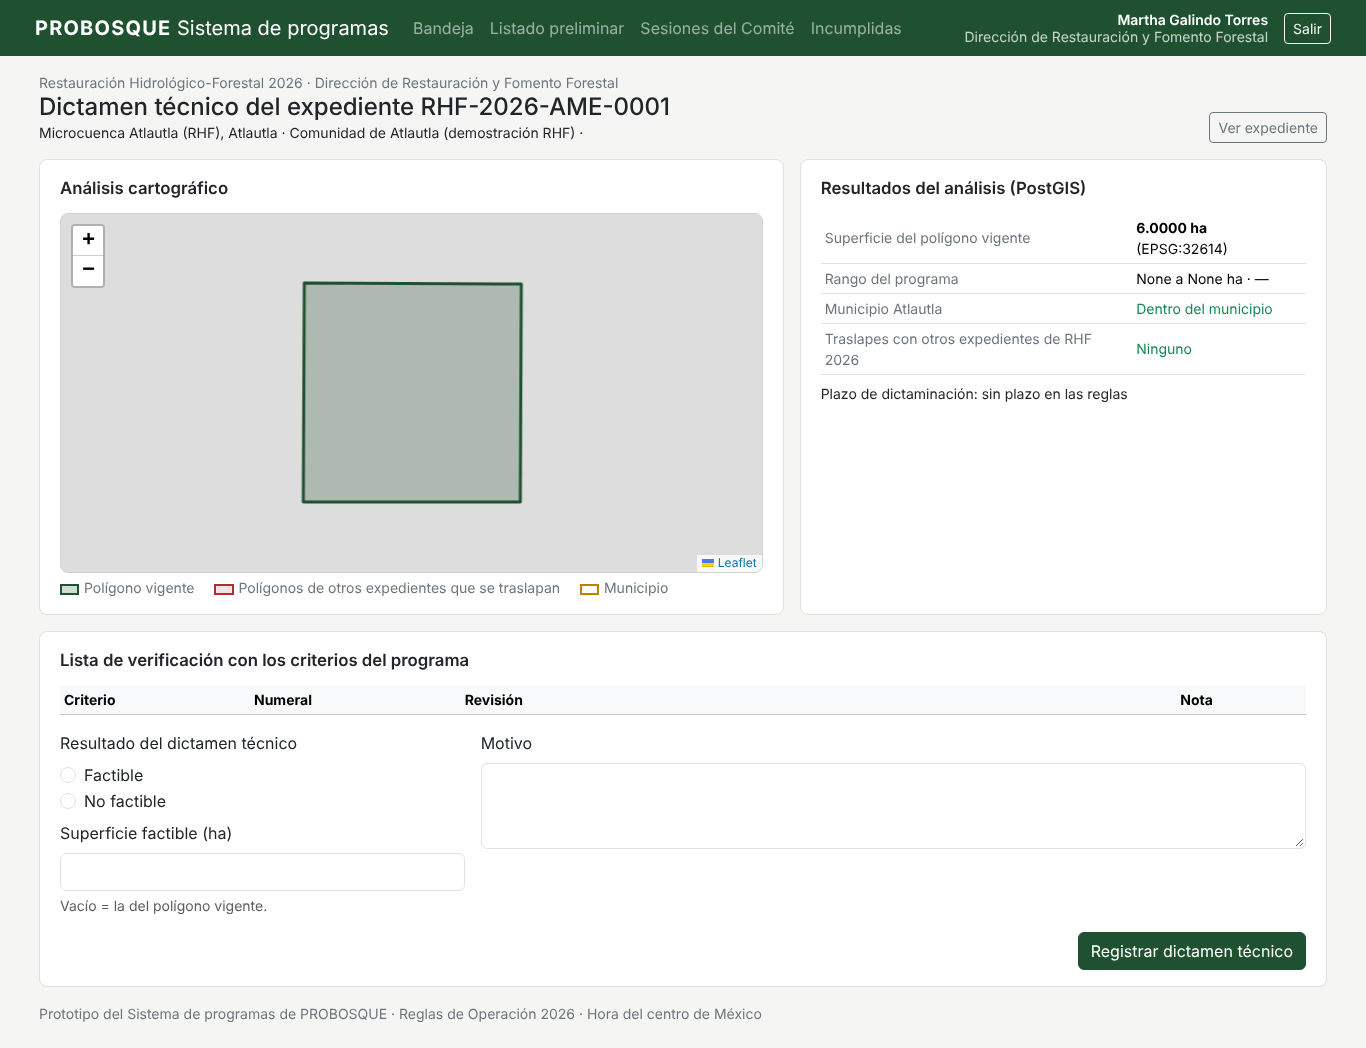 PROBOSQUE Sistema de programas
Bandeja
Listado preliminar
Sesiones del Comité
Incumplidas
Martha Galindo Torres
Dirección de Restauración y Fomento Forestal
Salir
Restauración Hidrológico-Forestal 2026 · Dirección de Restauración y Fomento Forestal
Dictamen técnico del expediente RHF-2026-AME-0001
Microcuenca Atlautla (RHF), Atlautla · Comunidad de Atlautla (demostración RHF) ·
Ver expediente
Análisis cartográfico
+
−
Leaflet
Polígono vigente
Polígonos de otros expedientes que se traslapan
Municipio
Resultados del análisis (PostGIS)
Superficie del polígono vigente
6.0000 ha
(EPSG:32614)
Rango del programa
None a None ha · —
Municipio Atlautla
Dentro del municipio
Traslapes con otros expedientes de RHF
2026
Ninguno
Plazo de dictaminación: sin plazo en las reglas
Lista de verificación con los criterios del programa
Criterio
Numeral
Revisión
Nota
Resultado del dictamen técnico
Factible
No factible
Superficie factible (ha)
Vacío = la del polígono vigente.
Motivo
Registrar dictamen técnico
Prototipo del Sistema de programas de PROBOSQUE · Reglas de Operación 2026 · Hora del centro de México